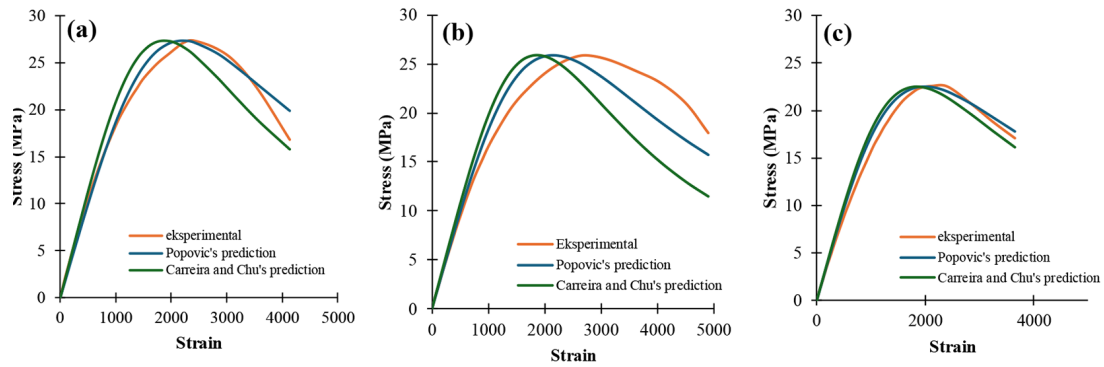 (a)
30
25
20
15
10
5
0
Stress (MPa)
eksperimental
Popovic's prediction
Carreira and Chu's prediction
0 1000 2000 3000 4000 5000
Strain
(b)
30
25
20
15
10
5
0
Stress (MPa)
Eksperimental
Popovic's prediction
Carreira and Chu's prediction
0 1000 2000 3000 4000 5000
Strain
(c)
30
25
20
15
10
5
0
Stress (MPa)
eksperimental
Popovic's prediction
Carreira and Chu's prediction
0 2000 4000
Strain